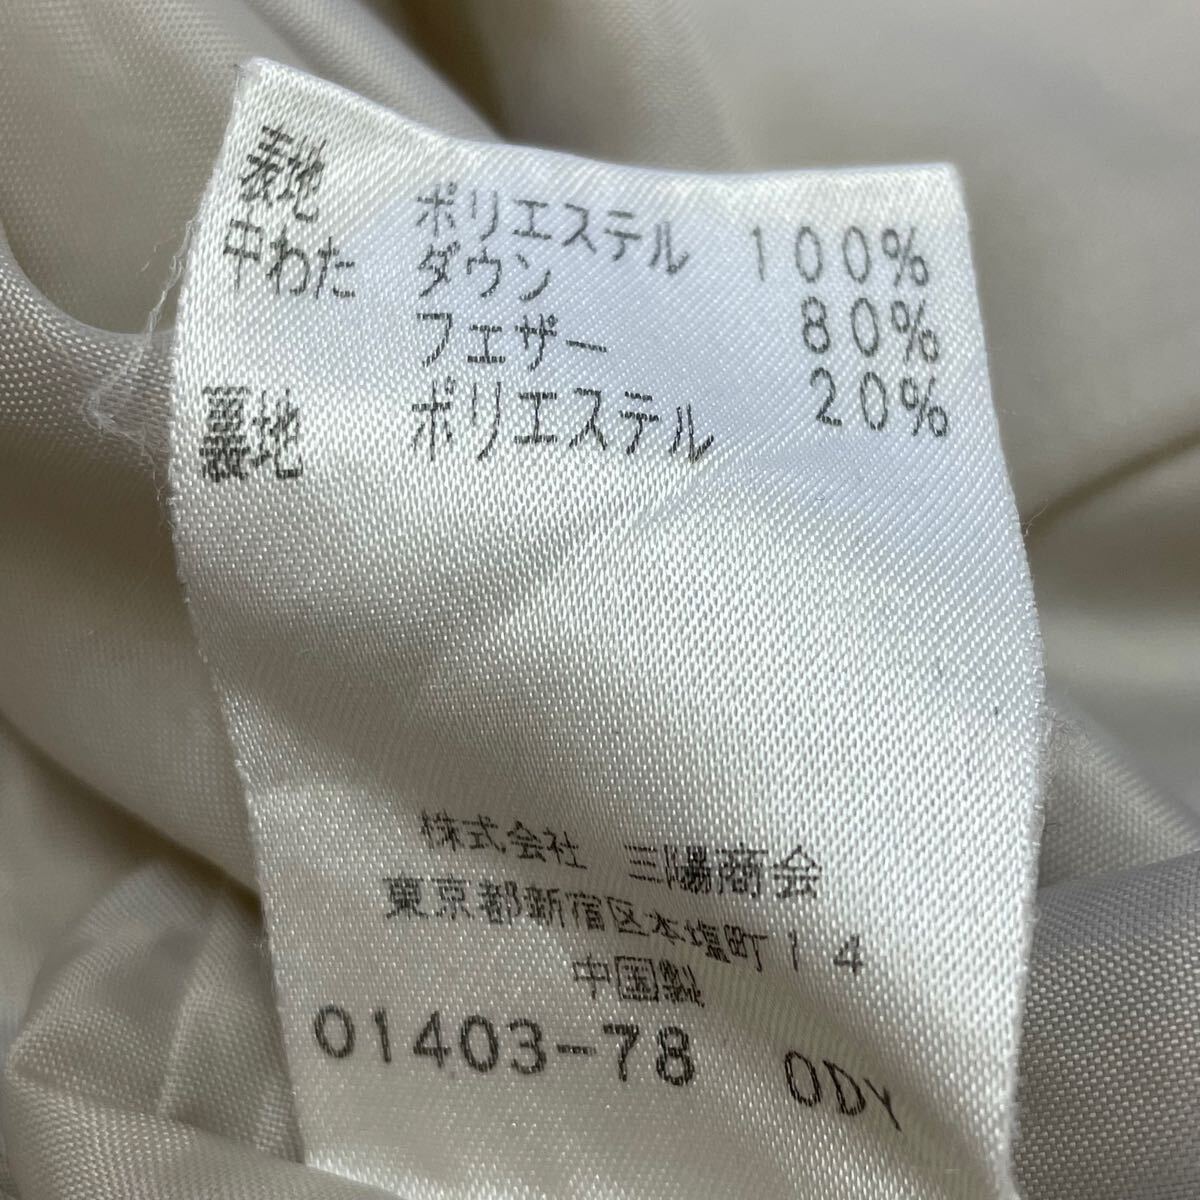 表地 ポリエステル 100%
中わた ダウン 80%
フェザー 20%
裏地 ポリエステル
株式会社 三陽商会
東京都新宿区本塩町14
中国製
01403-78 ODY